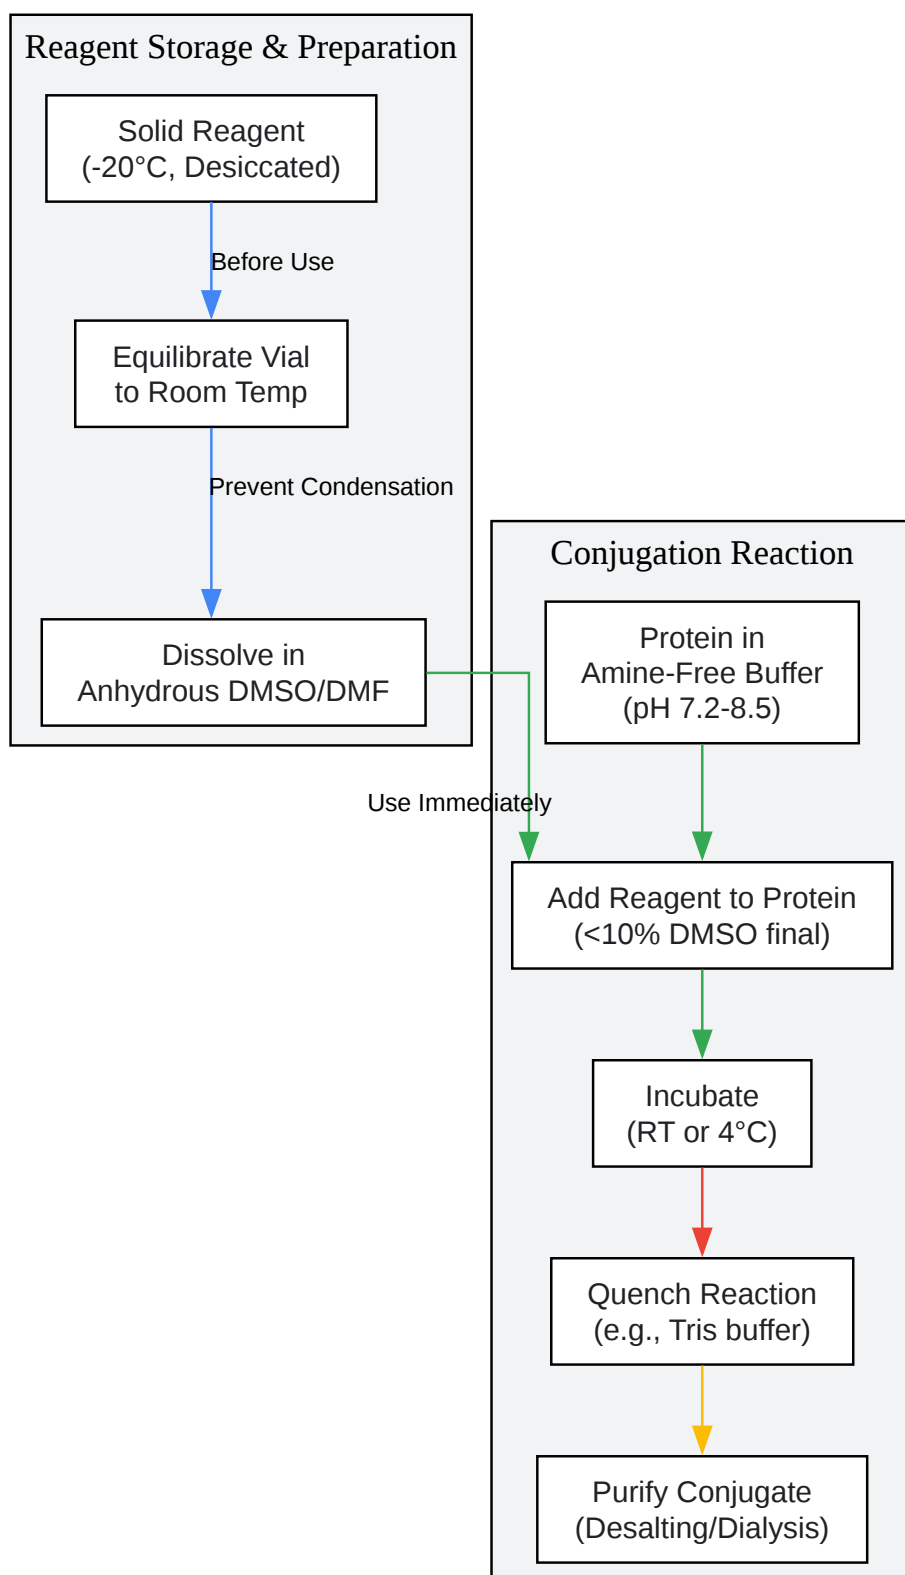 Reagent Storage & Preparation
Solid Reagent
(-20°C, Desiccated)
Before Use
Equilibrate Vial
to Room Temp
Prevent Condensation
Dissolve in
Anhydrous DMSO/DMF
Use Immediately
Conjugation Reaction
Protein in
Amine-Free Buffer
(pH 7.2-8.5)
Add Reagent to Protein
(<10% DMSO final)
Incubate
(RT or 4°C)
Quench Reaction
(e.g., Tris buffer)
Purify Conjugate
(Desalting/Dialysis)